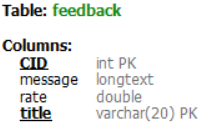 Table: feedback
Columns:
CID int PK
message longtext
rate double
title varchar(20) PK